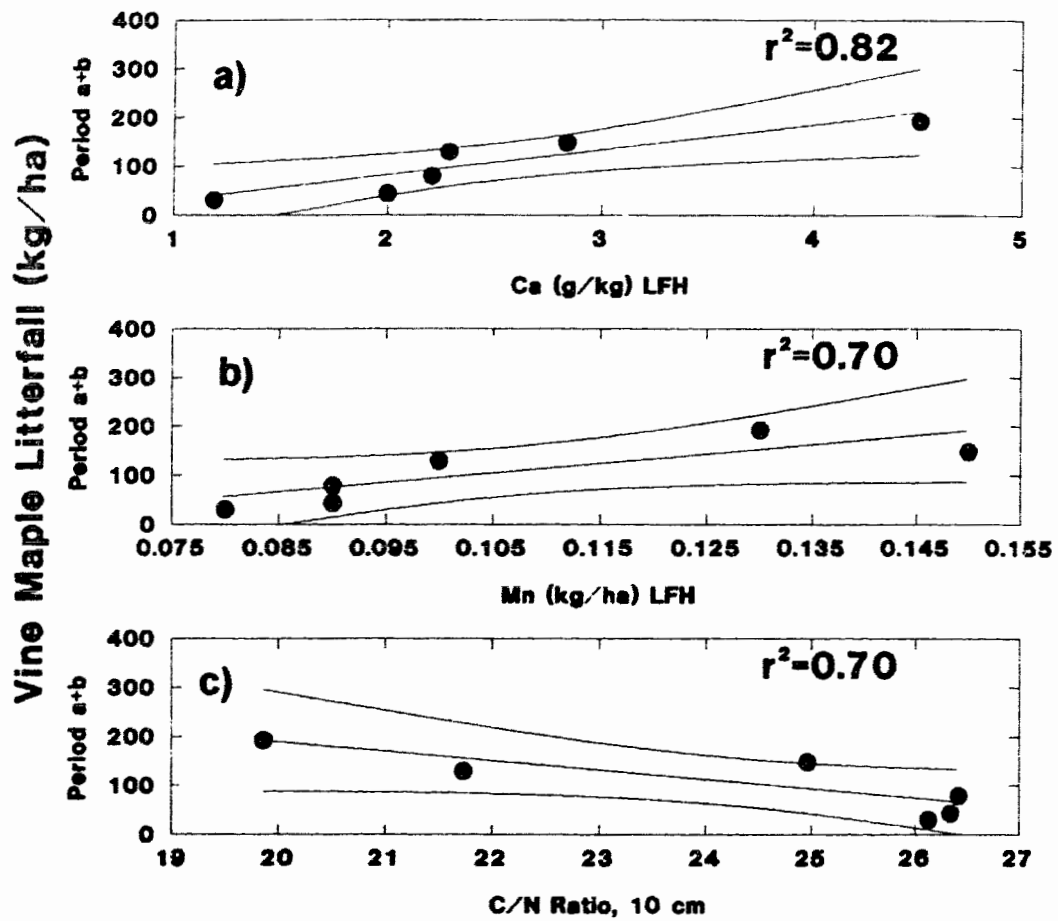 Vine Maple Litterfall (kg/ha)
a)
r²=0.82
Period a+b
400
300
200
100
0
1 2 3 4 5
Ca (g/kg) LFH
b)
r²=0.70
Period a+b
400
300
200
100
0
0.075 0.085 0.095 0.105 0.115 0.125 0.135 0.145 0.155
Mn (kg/ha) LFH
c)
r²=0.70
Period a+b
400
300
200
100
0
19 20 21 22 23 24 25 26 27
C/N Ratio, 10 cm